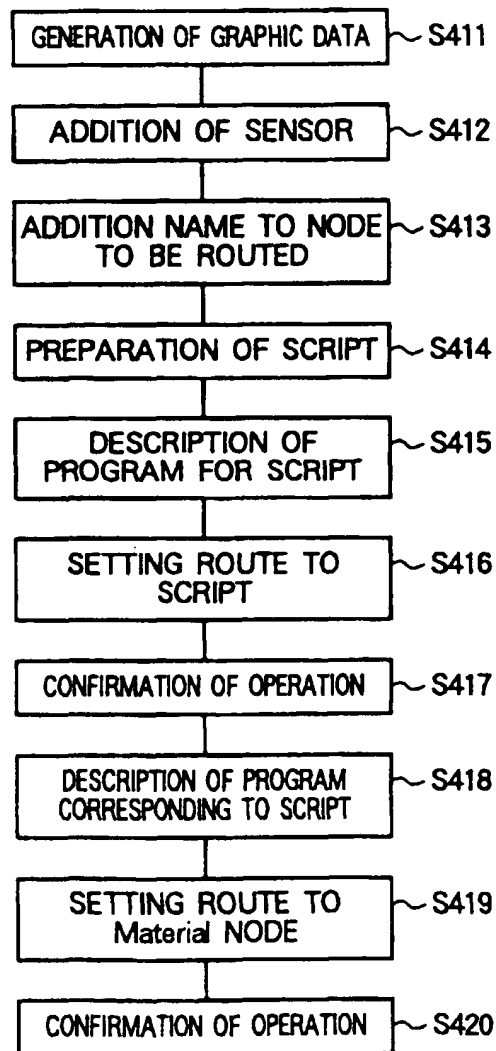 GENERATION OF GRAPHIC DATA
S411
ADDITION OF SENSOR
S412
ADDITION NAME TO NODE
TO BE ROUTED
S413
PREPARATION OF SCRIPT
S414
DESCRIPTION OF
PROGRAM FOR SCRIPT
S415
SETTING ROUTE TO
SCRIPT
S416
CONFIRMATION OF OPERATION
S417
DESCRIPTION OF PROGRAM
CORRESPONDING TO SCRIPT
S418
SETTING ROUTE TO
Material NODE
S419
CONFIRMATION OF OPERATION
S420